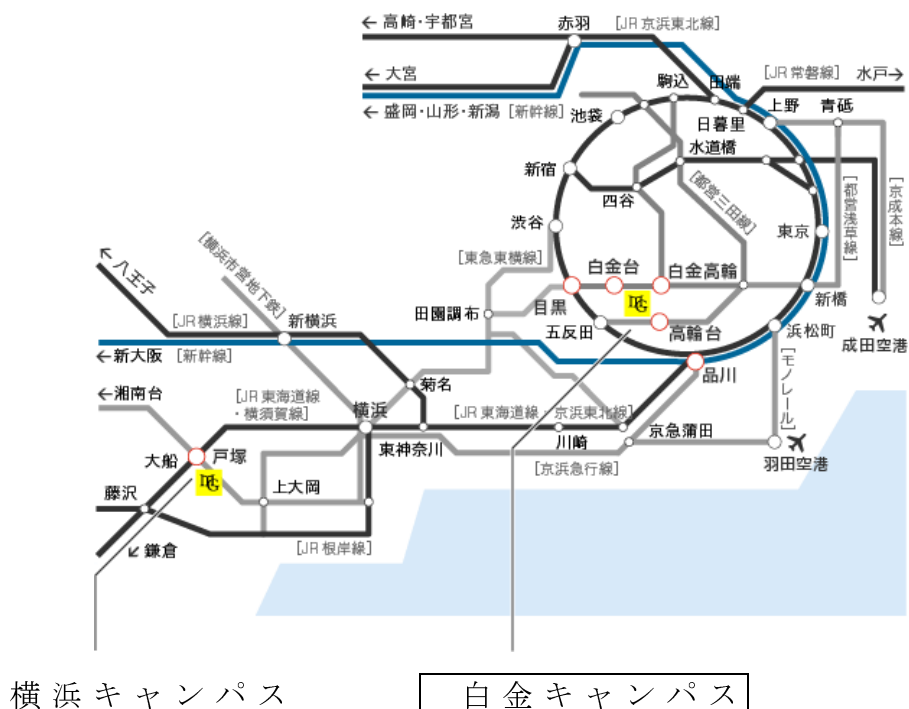 ← 高崎・宇都宮
赤羽
[JR 京浜東北線]
← 大宮
駒込
田端
[JR 常磐線]
水戸→
← 盛岡・山形・新潟 [新幹線]
池袋
日暮里
上野
青砥
水道橋
新宿
四谷
[都営三田線]
[都営浅草線]
[京成本線]
渋谷
東京
[横浜市営地下鉄]
[東急東横線]
白金台
白金高輪
←八王子
目黒
新橋
[JR 横浜線]
新横浜
田園調布
五反田
高輪台
浜松町
成田空港
←新大阪 [新幹線]
品川
[モノレール]
←湘南台
菊名
[JR 東海道線
・横須賀線]
横浜
[JR 東海道線・京浜東北線]
東神奈川
川崎
京急蒲田
[京浜急行線]
羽田空港
大船
戸塚
藤沢
上大岡
↙鎌倉
[JR 根岸線]
横浜キャンパス
白金キャンパス